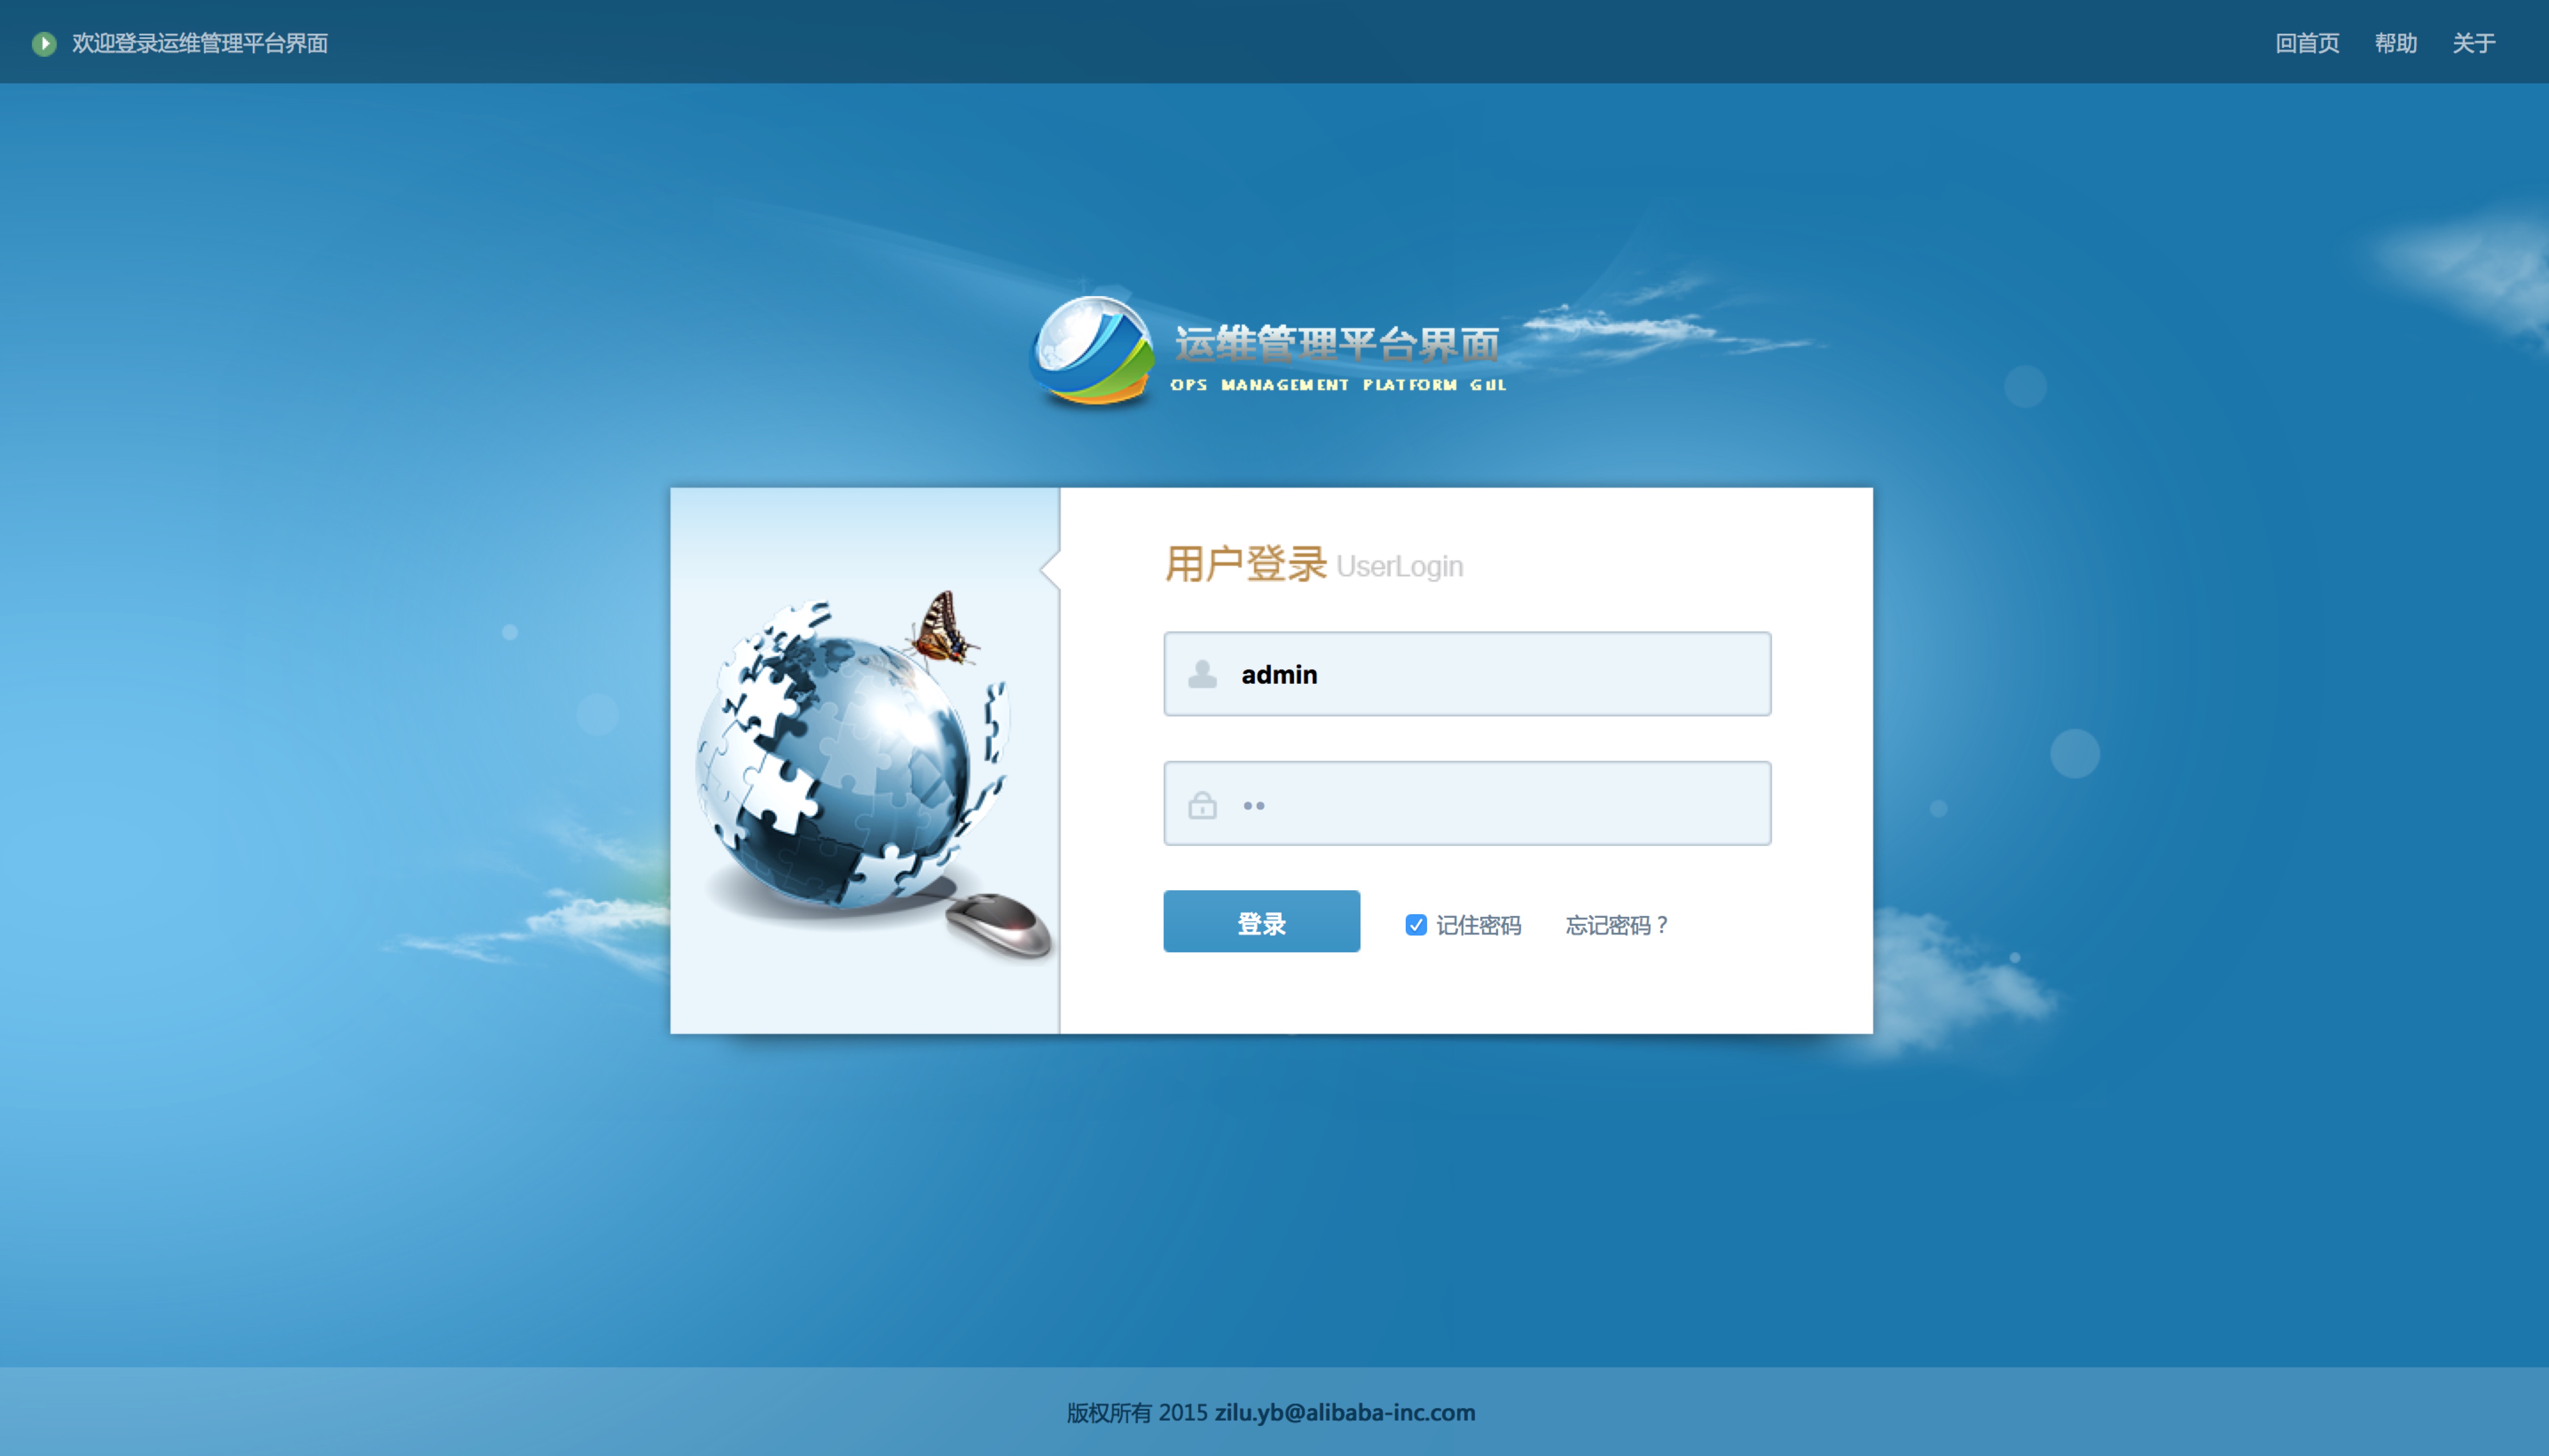 欢迎登录运维管理平台界面
回首页 帮助 关于
运维管理平台界面
OPS MANAGEMENT PLATFORM GUI
用户登录 UserLogin
admin
登录 记住密码 忘记密码？
版权所有 2015 zilu.yb@alibaba-inc.com